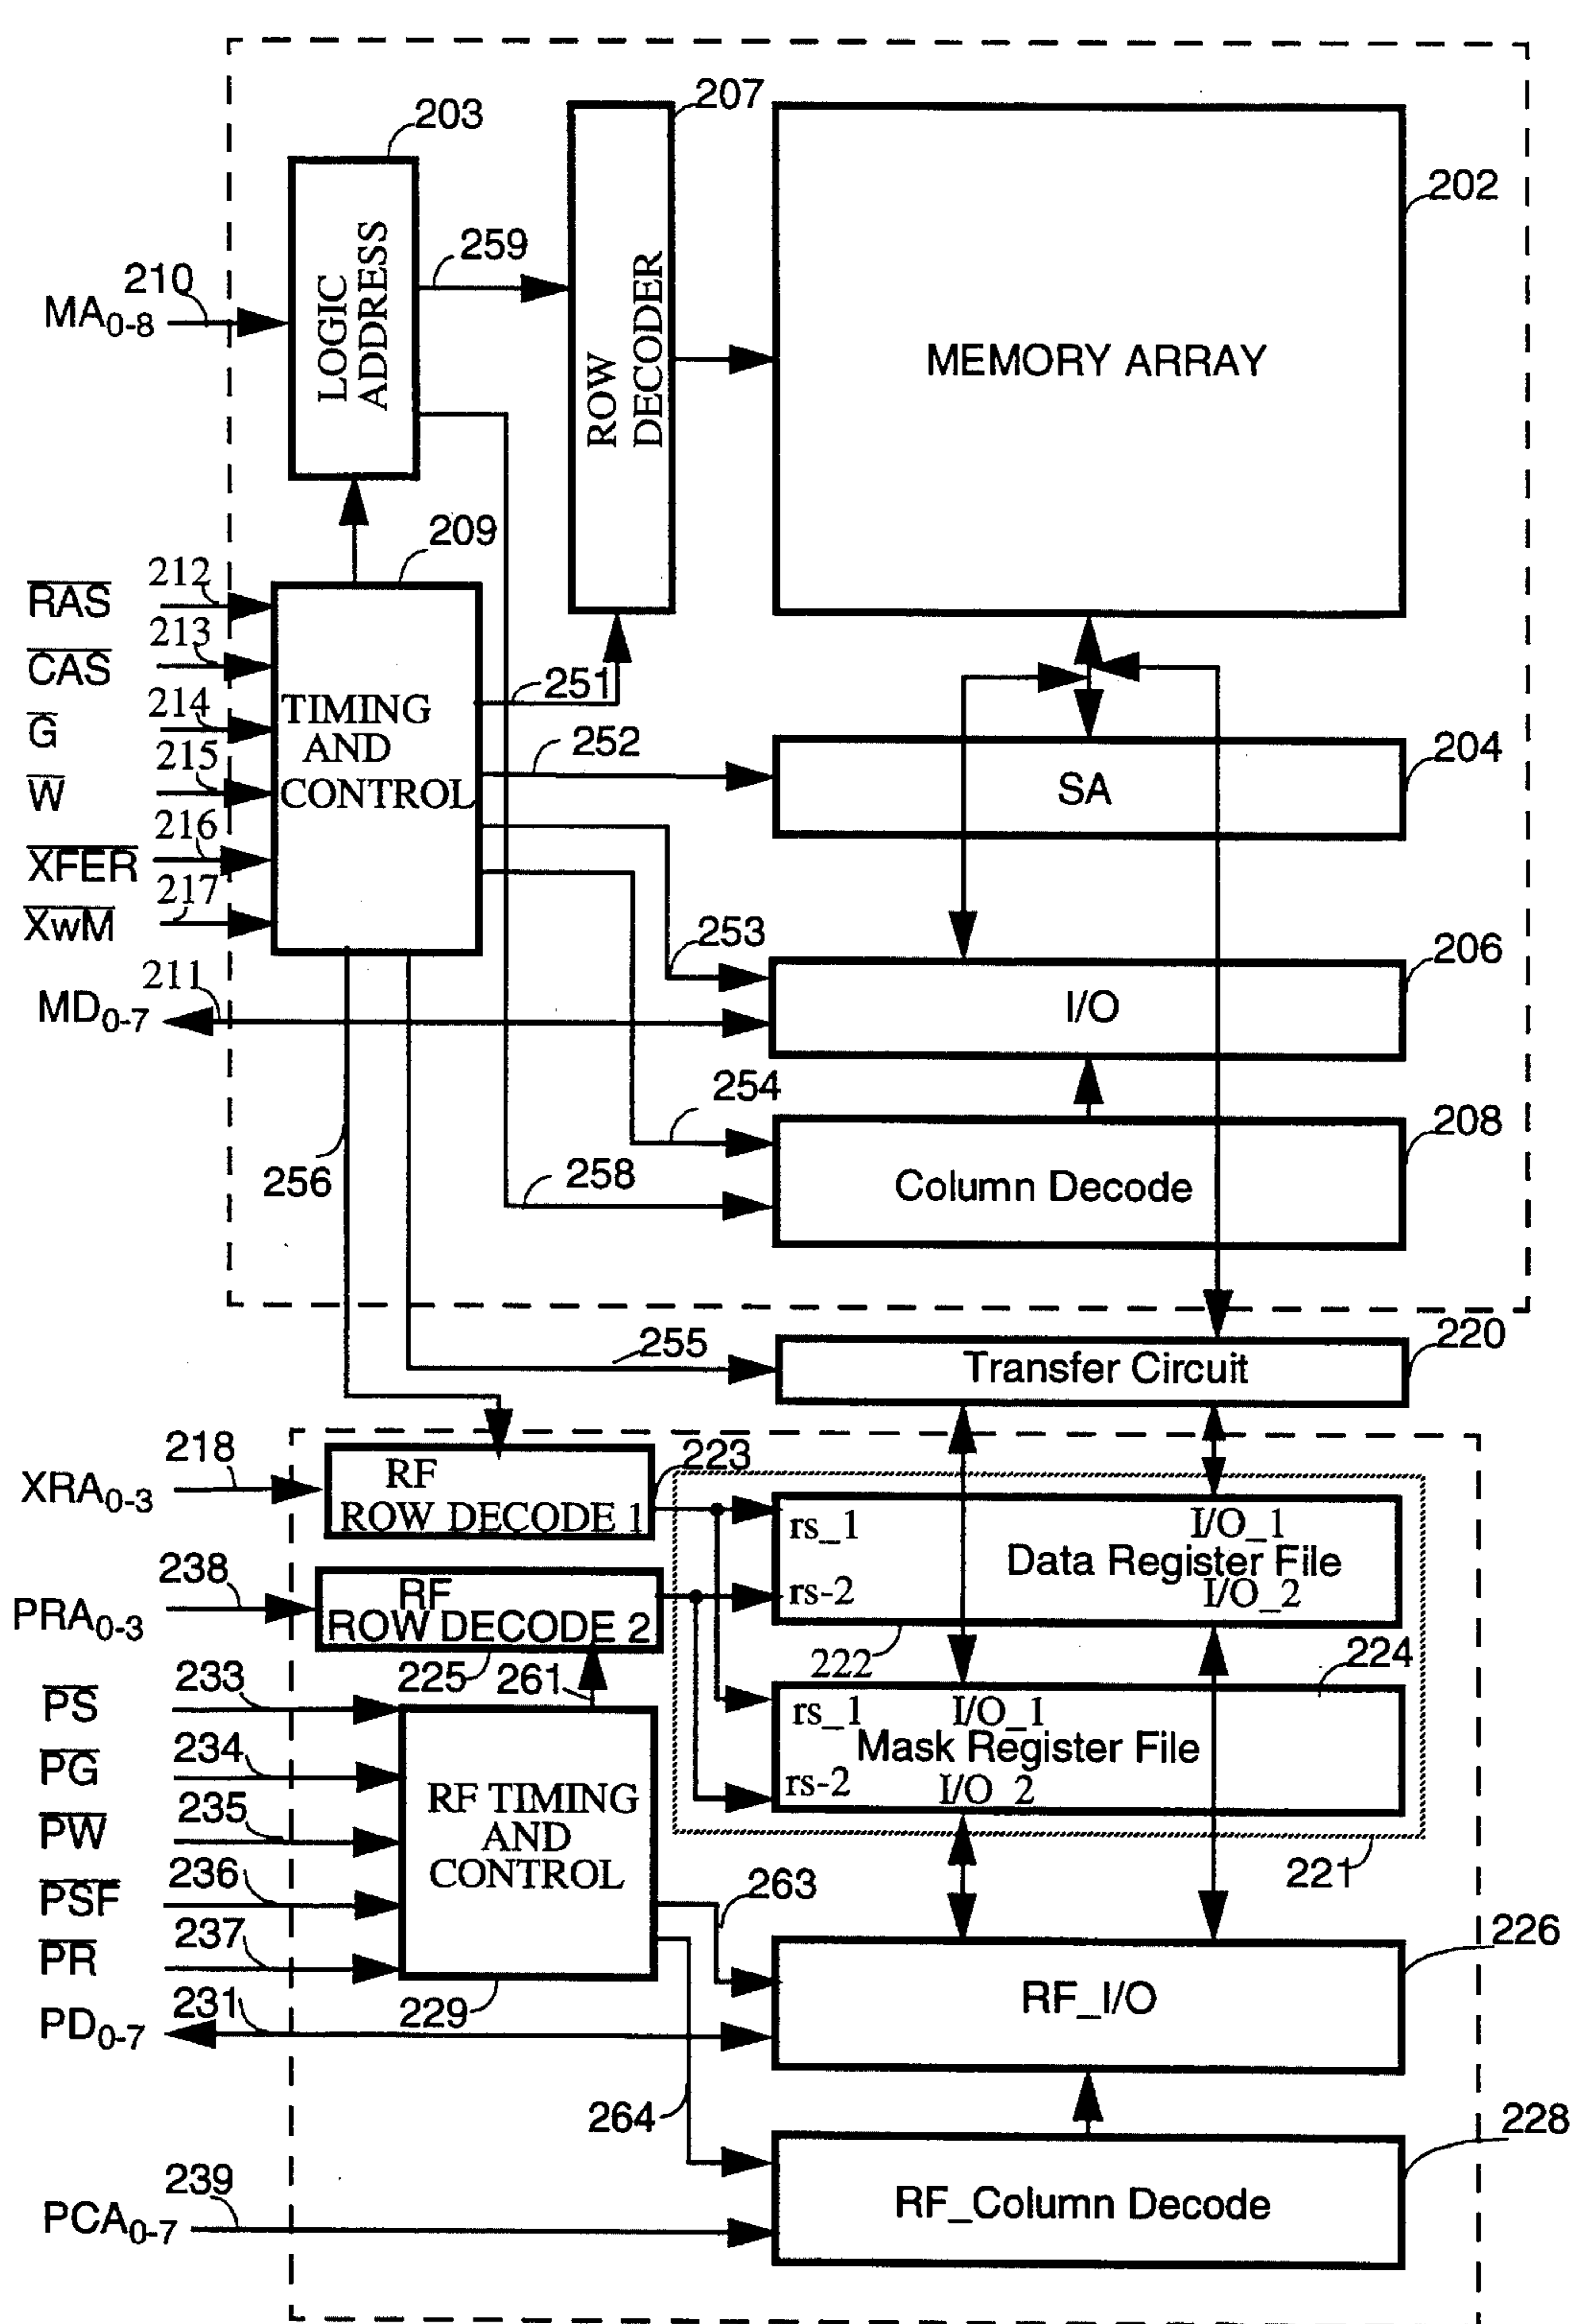 207
203
202
LOGIC
ADDRESS
259
ROW
DECODER
210
MA0-8
MEMORY ARRAY
209
212
RAS
213
CAS
214
G
215
W
216
XFER
217
XwM
TIMING
AND
CONTROL
251
252
204
SA
253
206
211
MD0-7
I/O
254
208
256
258
Column Decode
255
220
Transfer Circuit
218
XRA0-3
RF
ROW DECODE 1
223
rs_1
I/O_1
Data Register File
rs-2
I/O_2
238
PRA0-3
RF
ROW DECODE 2
225
261
222
224
rs_1
I/O_1
Mask Register File
rs-2
I/O_2
221
233
PS
234
PG
235
PW
236
PSF
237
PR
RF TIMING
AND
CONTROL
229
263
226
231
PD0-7
RF_I/O
264
228
239
PCA0-7
RF_Column Decode